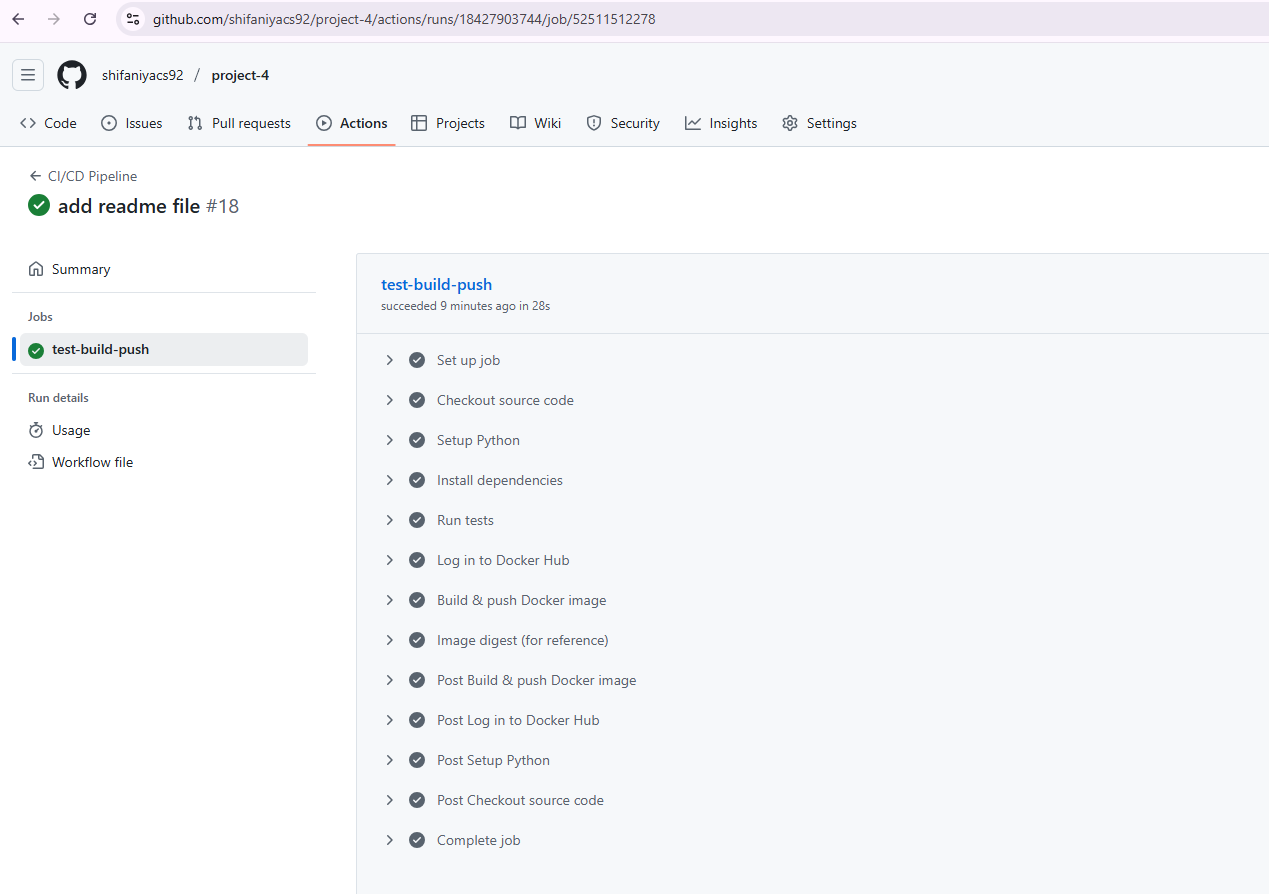 github.com/shifaniyacs92/project-4/actions/runs/18427903744/job/52511512278
shifaniyacs92 / project-4
Code Issues Pull requests Actions Projects Wiki Security Insights Settings
CI/CD Pipeline
add readme file #18
Summary
Jobs
test-build-push
Run details
Usage
Workflow file
test-build-push
succeeded 9 minutes ago in 28s
Set up job
Checkout source code
Setup Python
Install dependencies
Run tests
Log in to Docker Hub
Build & push Docker image
Image digest (for reference)
Post Build & push Docker image
Post Log in to Docker Hub
Post Setup Python
Post Checkout source code
Complete job